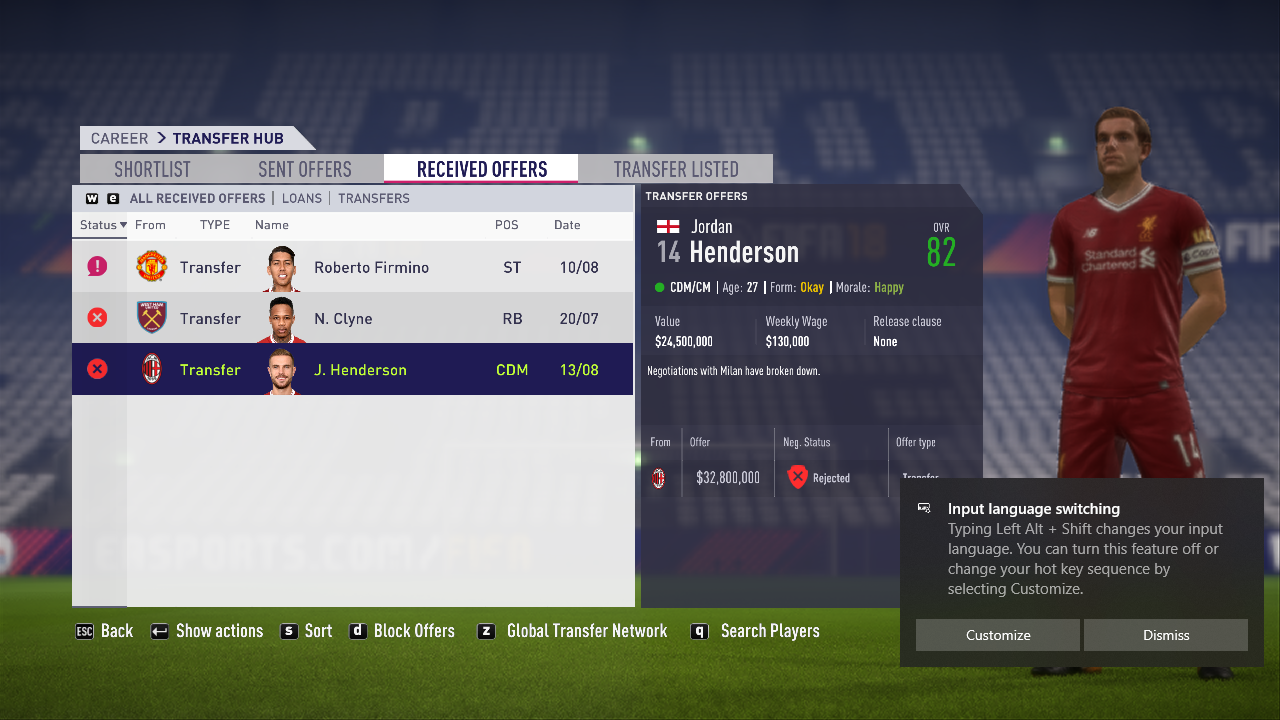 CAREER > TRANSFER HUB
SHORTLIST SENT OFFERS RECEIVED OFFERS TRANSFER LISTED
w e ALL RECEIVED OFFERS | LOANS | TRANSFERS
Status From TYPE Name POS Date
Transfer Roberto Firmino ST 10/08
Transfer N. Clyne RB 20/07
Transfer J. Henderson CDM 13/08
TRANSFER OFFERS
Jordan
14 Henderson
OVR
82
CDM/CM | Age: 27 | Form: Okay | Morale: Happy
Value Weekly Wage Release clause
$24,500,000 $130,000 None
Negotiations with Milan have broken down.
From Offer Neg. Status Offer type
$32,800,000 Rejected Transfer
Standard
Chartered
14
EASPORTS.COM/
Input language switching
Typing Left Alt + Shift changes your input
language. You can turn this feature off or
change your hot key sequence by
selecting Customize.
Customize Dismiss
ESC Back Show actions s Sort d Block Offers z Global Transfer Network q Search Players